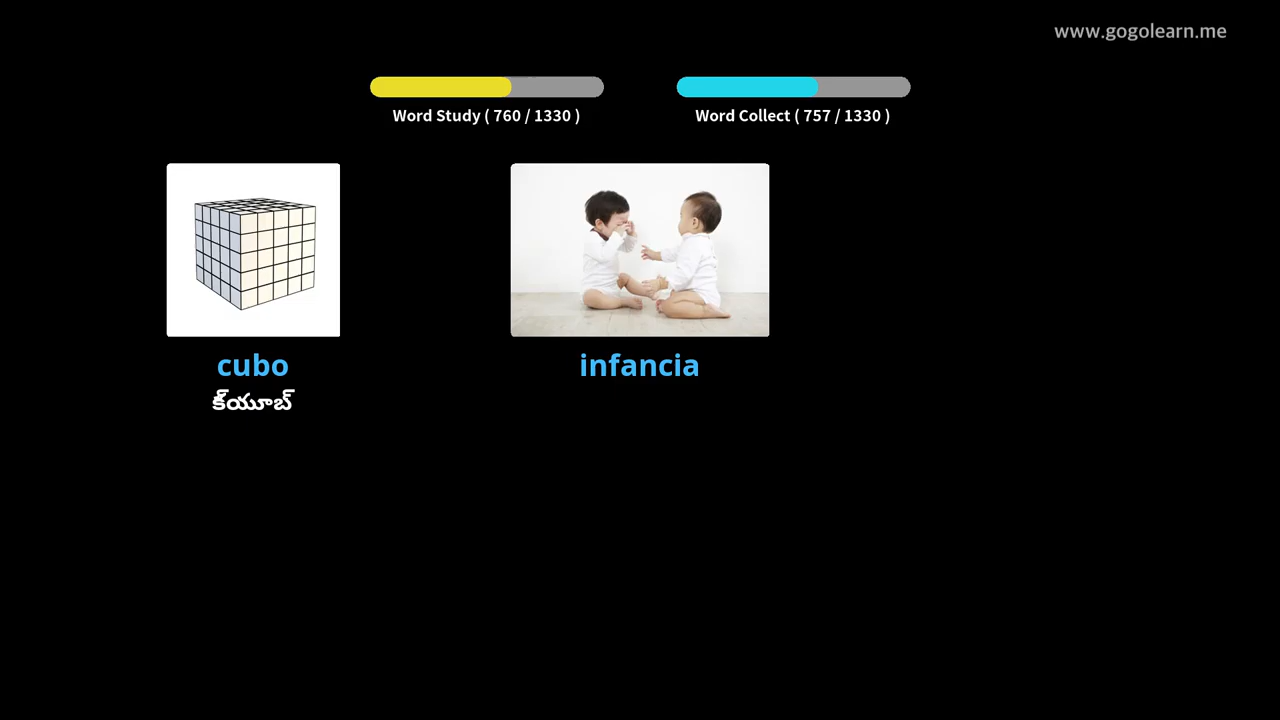 www.gogolearn.me
Word Study ( 760 / 1330 )
Word Collect ( 757 / 1330 )
cubo
infancia
క్‌యూబ్